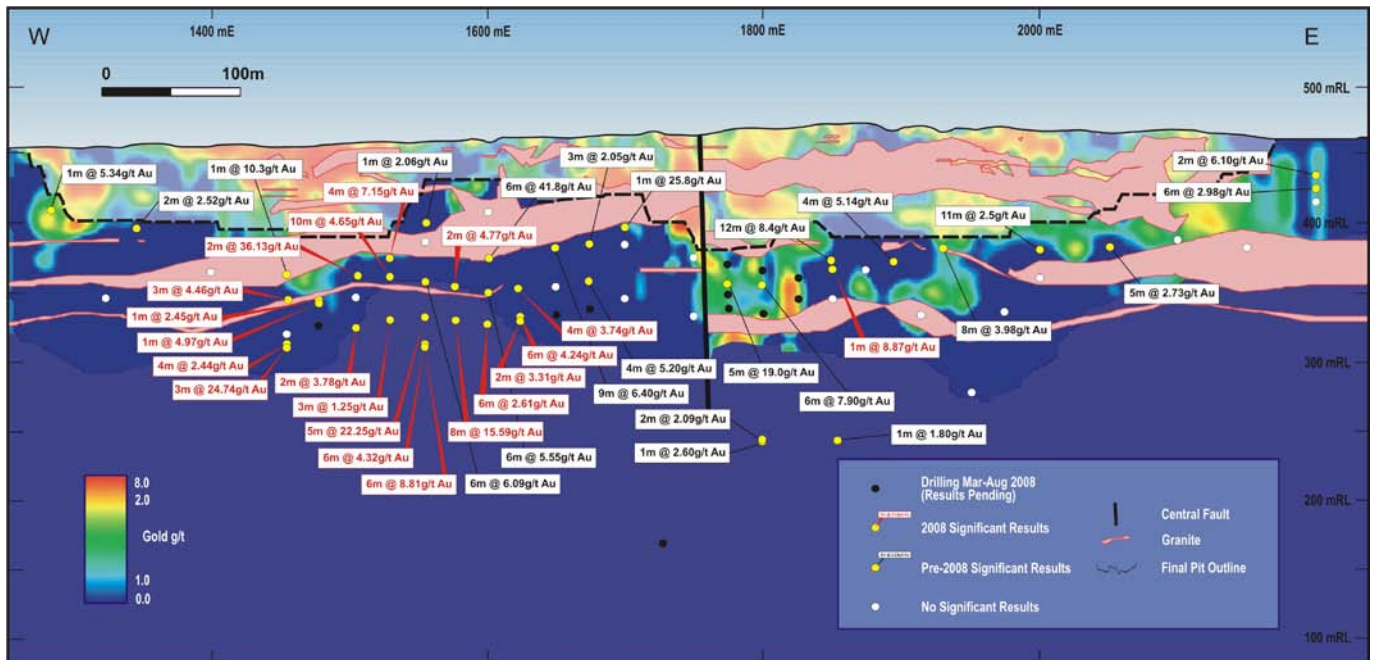 W
1400 mE
1600 mE
1800 mE
2000 mE
E
0
100m
500 mRL
400 mRL
300 mRL
200 mRL
100 mRL
1m @ 5.34g/t Au
2m @ 2.52g/t Au
1m @ 10.3g/t Au
1m @ 2.06g/t Au
4m @ 7.15g/t Au
10m @ 4.65g/t Au
2m @ 36.13g/t Au
3m @ 4.46g/t Au
1m @ 2.45g/t Au
1m @ 4.97g/t Au
4m @ 2.44g/t Au
3m @ 24.74g/t Au
2m @ 3.78g/t Au
3m @ 1.25g/t Au
5m @ 22.25g/t Au
6m @ 4.32g/t Au
6m @ 8.81g/t Au
6m @ 41.8g/t Au
2m @ 4.77g/t Au
3m @ 2.05g/t Au
1m @ 25.8g/t Au
4m @ 3.74g/t Au
6m @ 4.24g/t Au
2m @ 3.31g/t Au
6m @ 2.61g/t Au
8m @ 15.59g/t Au
6m @ 5.55g/t Au
6m @ 6.09g/t Au
4m @ 5.20g/t Au
9m @ 6.40g/t Au
12m @ 8.4g/t Au
4m @ 5.14g/t Au
11m @ 2.5g/t Au
2m @ 6.10g/t Au
6m @ 2.98g/t Au
5m @ 2.73g/t Au
8m @ 3.98g/t Au
1m @ 8.87g/t Au
5m @ 19.0g/t Au
6m @ 7.90g/t Au
2m @ 2.09g/t Au
1m @ 2.60g/t Au
1m @ 1.80g/t Au
8.0
2.0
Gold g/t
1.0
0.0
Drilling Mar-Aug 2008
(Results Pending)
2008 Significant Results
Pre-2008 Significant Results
No Significant Results
Central Fault
Granite
Final Pit Outline